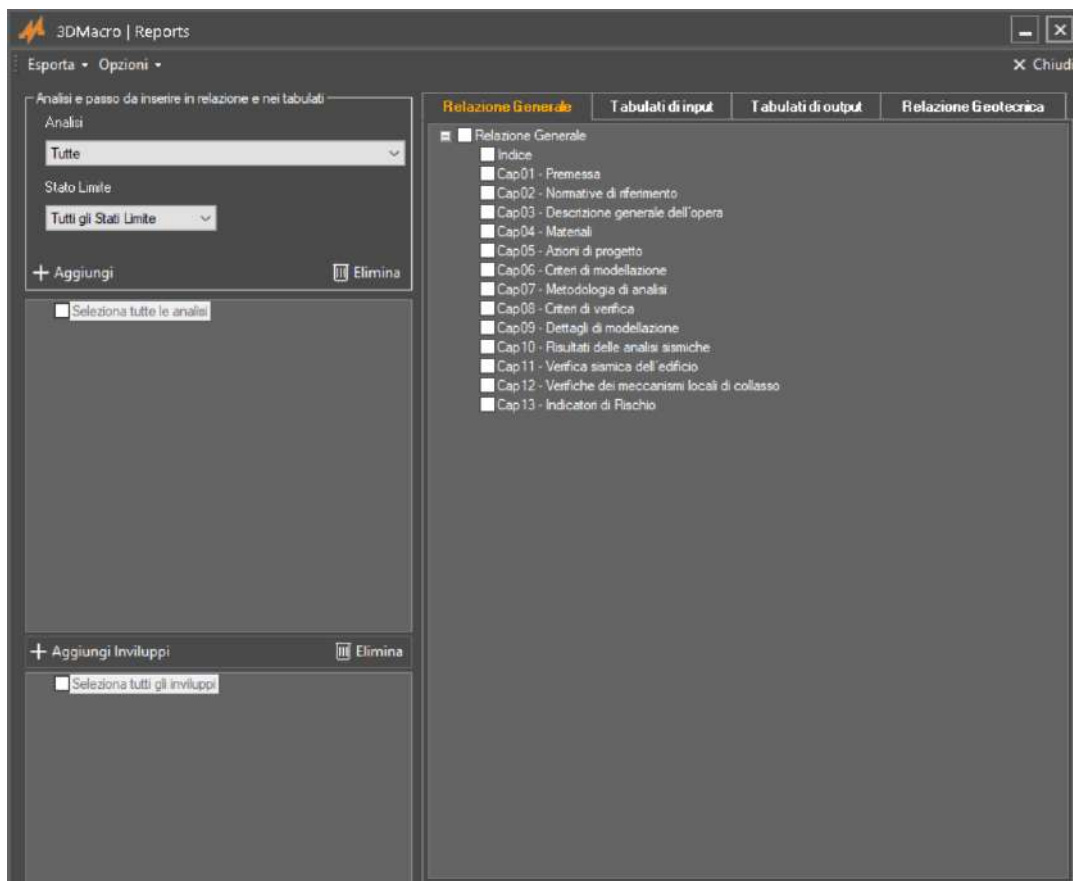 3DMacro | Reports
Esporta Opzioni
Chiudi
Analisi e passo da inserire in relazione e nei tabulati
Analisi
Tutte
Stato Limite
Tutti gli Stati Limite
Aggiungi Elimina
Seleziona tutte le analisi
Aggiungi Inviluppi Elimina
Seleziona tutti gli inviluppi
Relazione Generale Tabulati di input Tabulati di output Relazione Geotecnica
Relazione Generale
Indice
Cap01 - Premessa
Cap02 - Normative di riferimento
Cap03 - Descrizione generale dell'opera
Cap04 - Materiali
Cap05 - Azioni di progetto
Cap06 - Criteri di modellazione
Cap07 - Metodologia di analisi
Cap08 - Criteri di verifica
Cap09 - Dettagli di modellazione
Cap10 - Risultati delle analisi sismiche
Cap11 - Verifica sismica dell'edificio
Cap12 - Verifiche dei meccanismi locali di collasso
Cap13 - Indicatori di Rischio